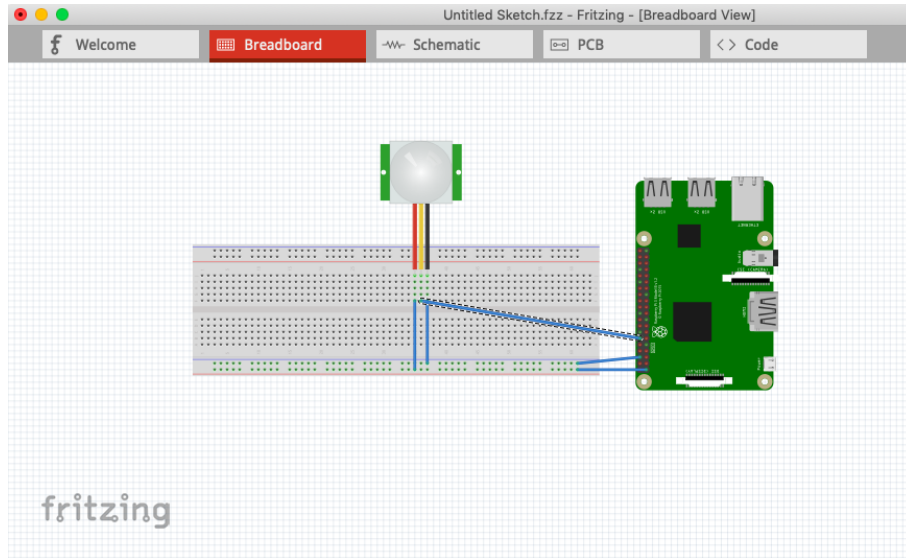 Untitled Sketch.fzz - Fritzing - [Breadboard View]
Welcome
Breadboard
Schematic
PCB
Code
fritzing